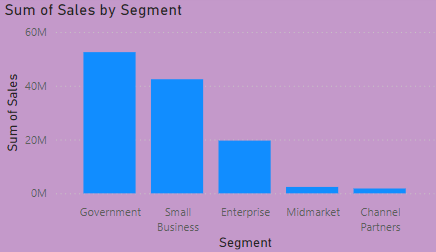 Sum of Sales by Segment
60M
40M
20M
0M
Sum of Sales
Government
Small
Business
Enterprise
Midmarket
Channel
Partners
Segment